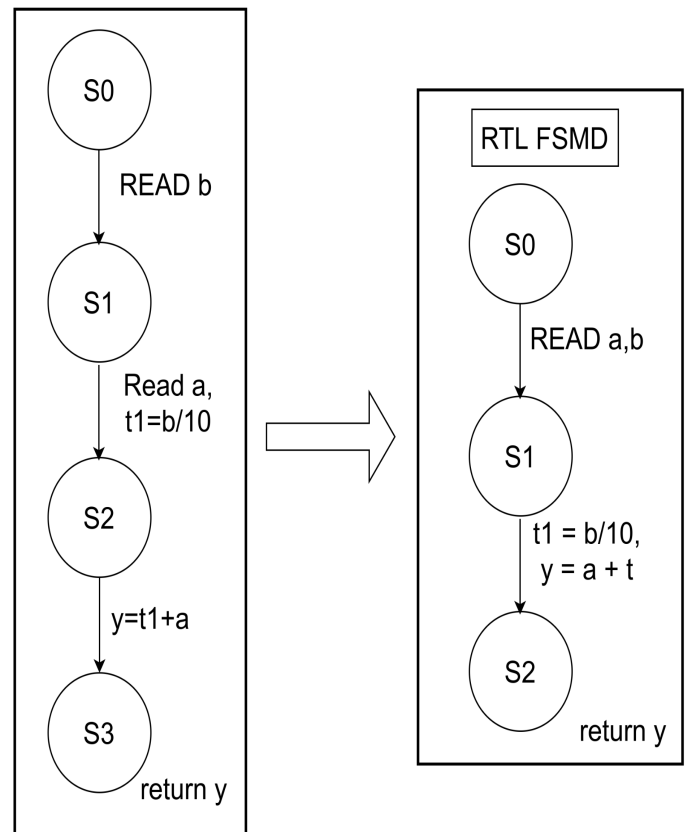 S0
READ b
S1
Read a,
t1=b/10
S2
y=t1+a
S3
return y
RTL FSMD
S0
READ a,b
S1
t1 = b/10,
y = a + t
S2
return y